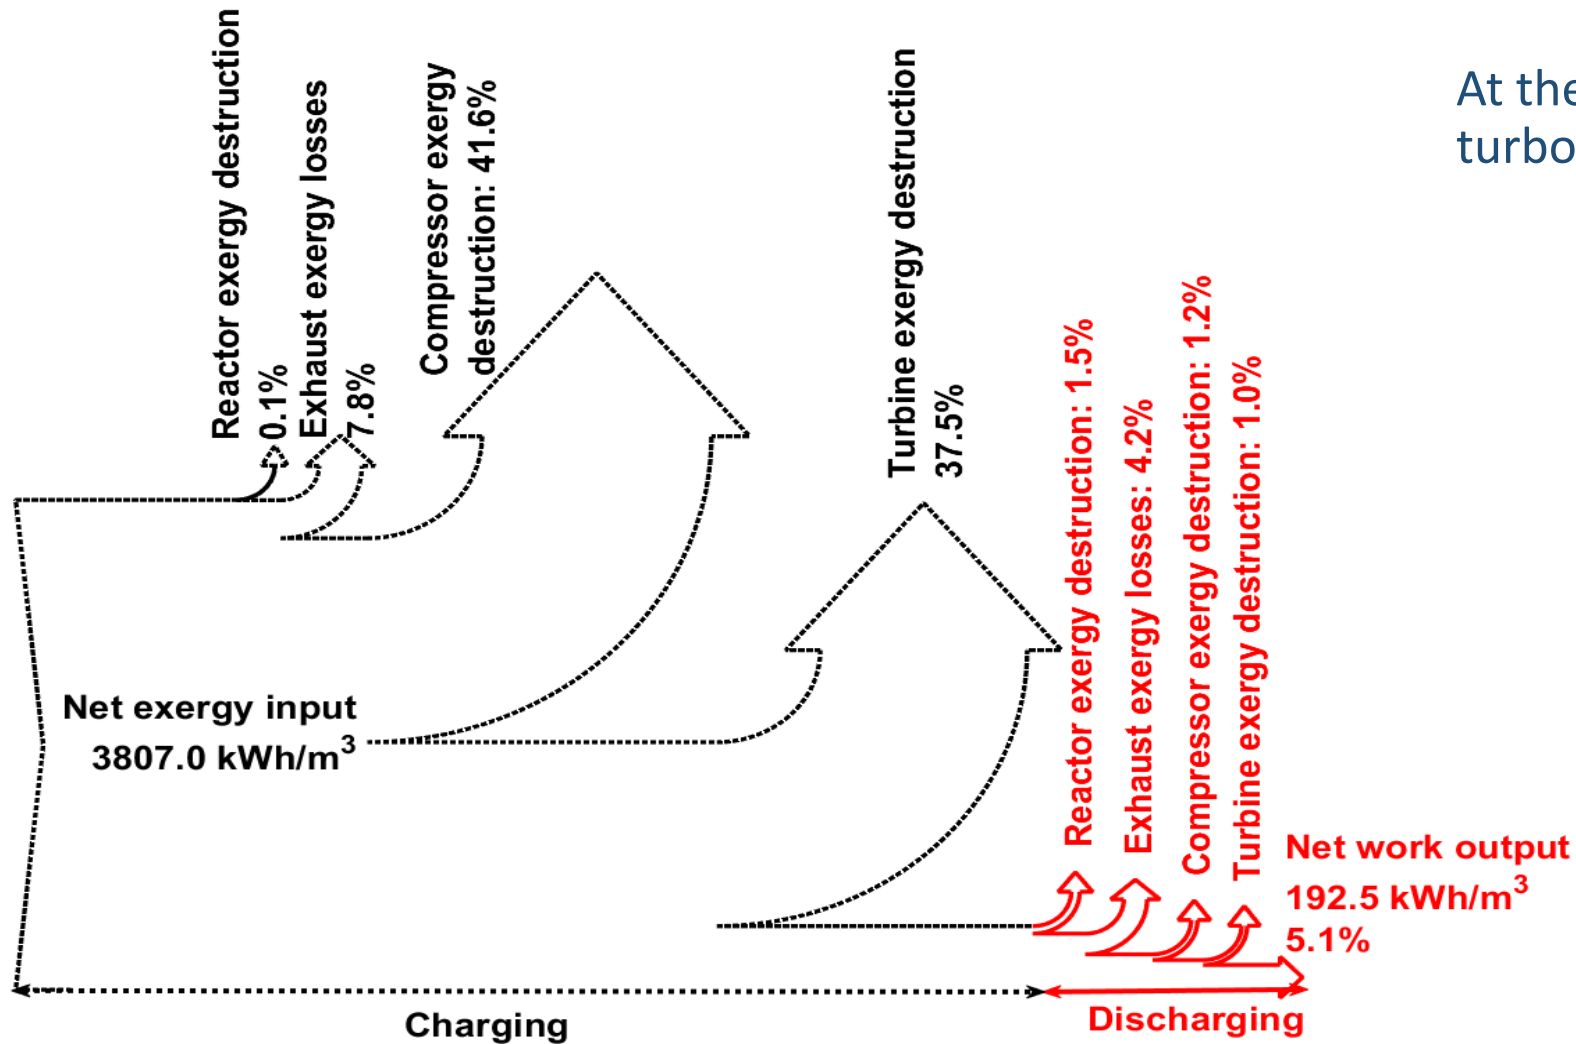 Reactor exergy destruction
0.1%
Exhaust exergy losses
7.8%
Compressor exergy
destruction: 41.6%
Turbine exergy destruction
37.5%
At the
turbo
Net exergy input
3807.0 kWh/m³
Reactor exergy destruction: 1.5%
Exhaust exergy losses: 4.2%
Compressor exergy destruction: 1.2%
Turbine exergy destruction: 1.0%
Net work output
192.5 kWh/m³
5.1%
Charging
Discharging